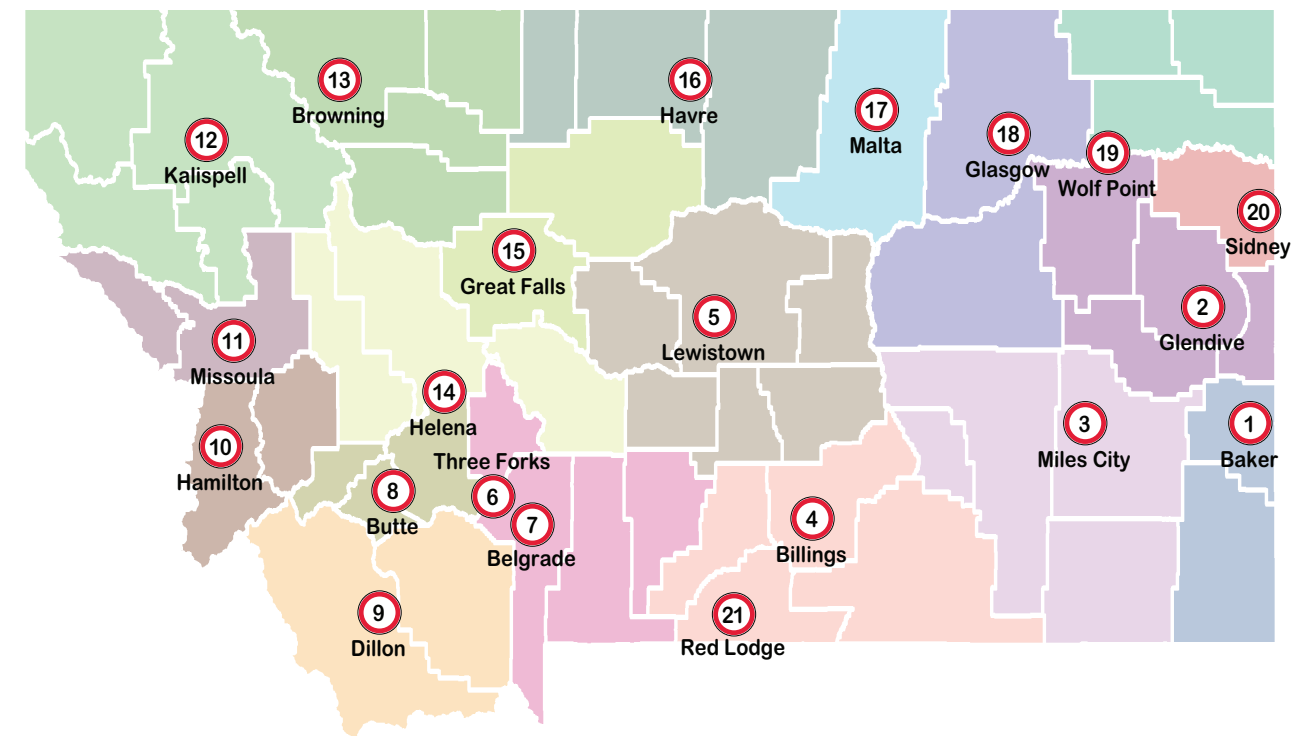 13
Browning
16
Havre
17
Malta
12
Kalispell
18
Glasgow
19
Wolf Point
20
Sidney
15
Great Falls
5
Lewistown
2
Glendive
11
Missoula
14
Helena
3
Miles City
1
Baker
10
Hamilton
Three Forks
6
8
Butte
7
Belgrade
4
Billings
9
Dillon
21
Red Lodge